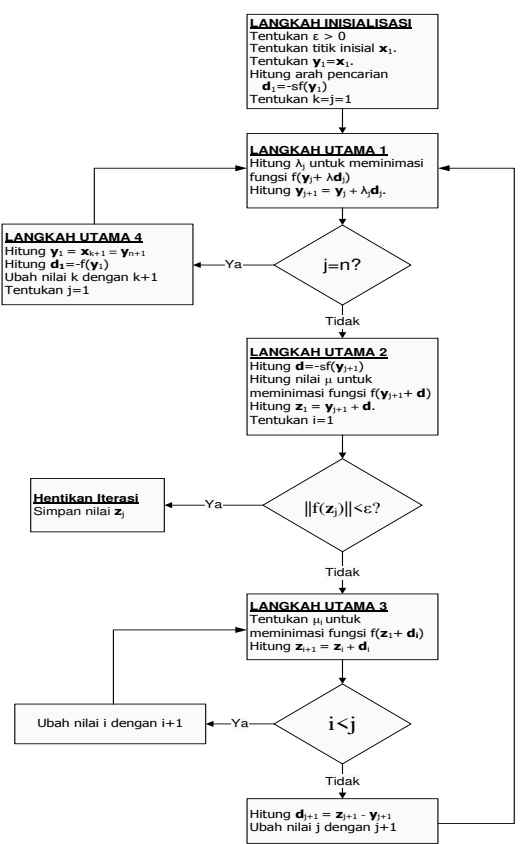 LANGKAH INISIALISASI
Tentukan ε > 0
Tentukan titik inisial x₁.
Tentukan y₁=x₁.
Hitung arah pencarian
d₁=-sf(y₁)
Tentukan k=j=1
LANGKAH UTAMA 1
Hitung λⱼ untuk meminimasi
fungsi f(yⱼ+ λdⱼ)
Hitung yⱼ₊₁ = yⱼ + λⱼdⱼ.
LANGKAH UTAMA 4
Hitung y₁ = xₖ₊₁ = yₙ₊₁
Hitung d₁=-f(y₁)
Ubah nilai k dengan k+1
Tentukan j=1
Ya
j=n?
Tidak
LANGKAH UTAMA 2
Hitung d=-sf(yⱼ₊₁)
Hitung nilai μ untuk
meminimasi fungsi f(yⱼ₊₁+ d)
Hitung z₁ = yⱼ₊₁ + d.
Tentukan i=1
Hentikan Iterasi
Simpan nilai zⱼ
Ya
||f(zⱼ)||<ε?
Tidak
LANGKAH UTAMA 3
Tentukan μᵢ untuk
meminimasi fungsi f(z₁+ dᵢ)
Hitung zᵢ₊₁ = zᵢ + dᵢ
Ubah nilai i dengan i+1
Ya
i<j
Tidak
Hitung dⱼ₊₁ = zⱼ₊₁ - yⱼ₊₁
Ubah nilai j dengan j+1